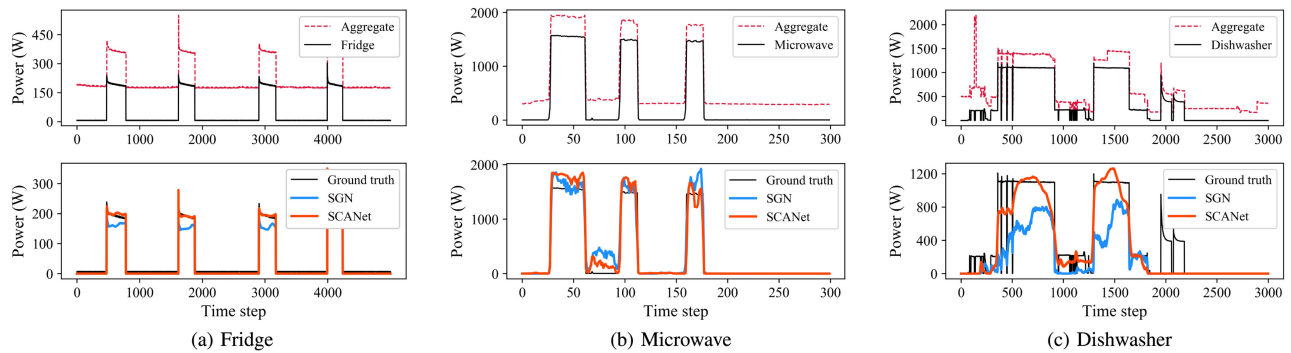 Power (W)
450
300
150
0
Aggregate
Fridge
0
1000
2000
3000
4000
Power (W)
300
200
100
0
Ground truth
SGN
SCANet
0
1000
2000
3000
4000
Time step
(a) Fridge
Power (W)
2000
1000
0
Aggregate
Microwave
0
50
100
150
200
250
300
Power (W)
2000
1000
0
Ground truth
SGN
SCANet
0
50
100
150
200
250
300
Time step
(b) Microwave
Power (W)
2000
1500
1000
500
0
Aggregate
Dishwasher
0
500
1000
1500
2000
2500
3000
Power (W)
1200
800
400
0
Ground truth
SGN
SCANet
0
500
1000
1500
2000
2500
3000
Time step
(c) Dishwasher